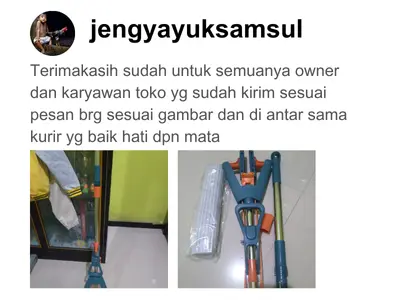 jengyayuksamsul
Terimakasih sudah untuk semuanya owner
dan karyawan toko yg sudah kirim sesuai
pesan brg sesuai gambar dan di antar sama
kurir yg baik hati dpn mata